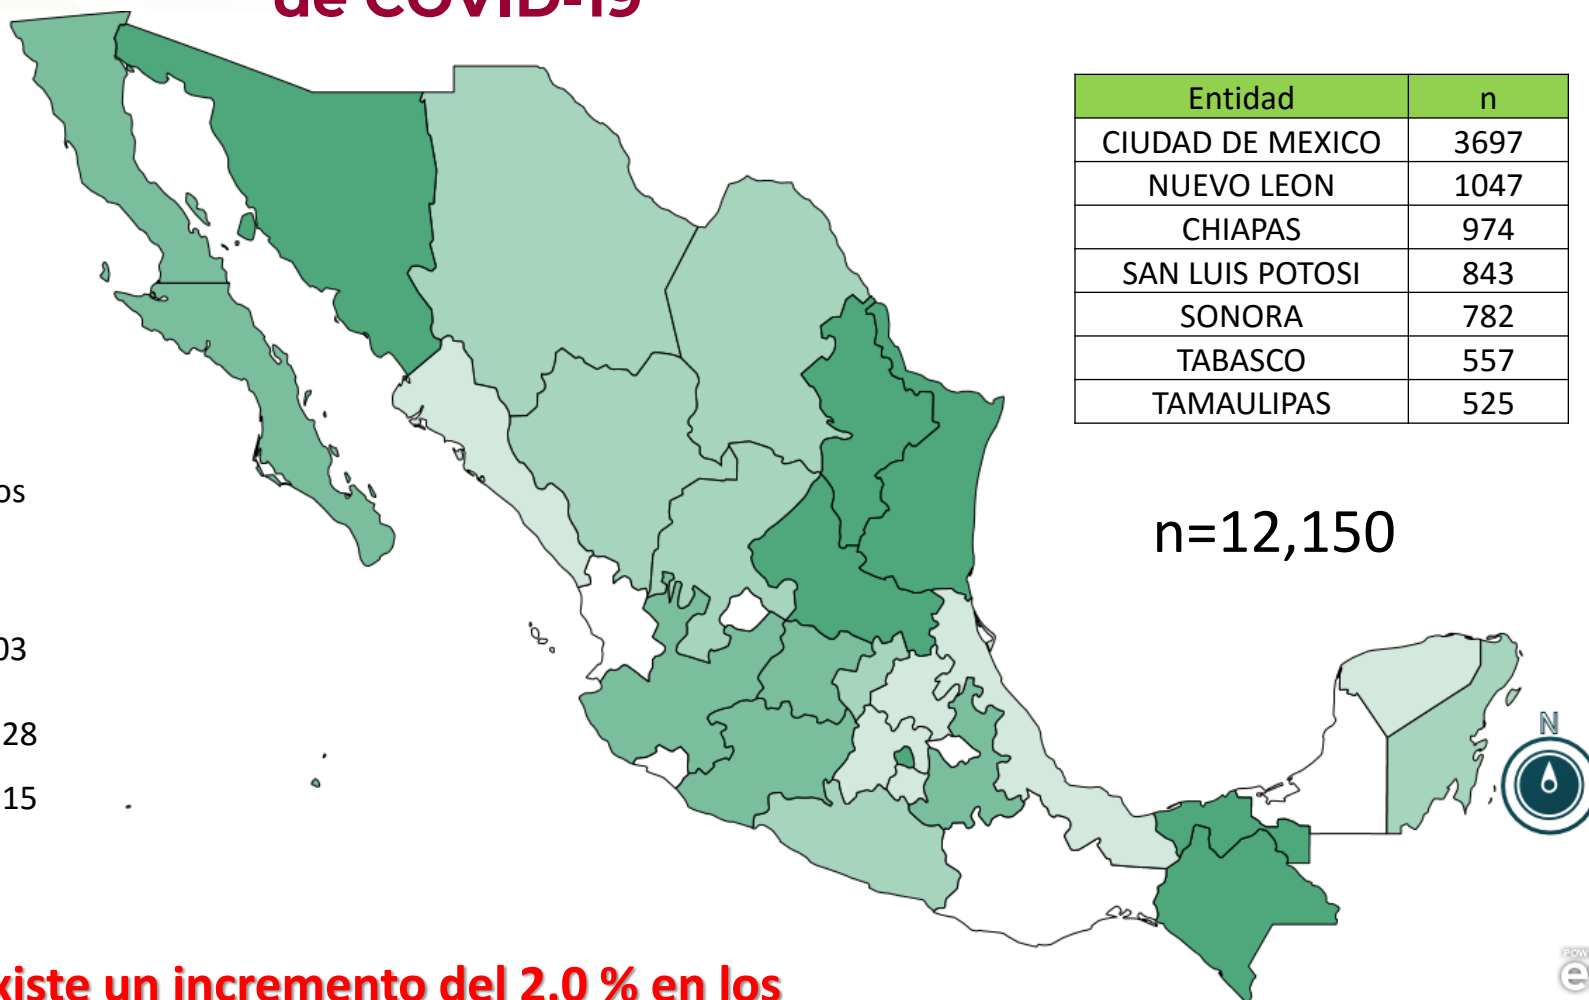 de COVID-19
Entidad n
CIUDAD DE MEXICO 3697
NUEVO LEON 1047
CHIAPAS 974
SAN LUIS POTOSI 843
SONORA 782
TABASCO 557
TAMAULIPAS 525
os
n=12,150
03
28
15
N
xiste un incremento del 2.0 % en los